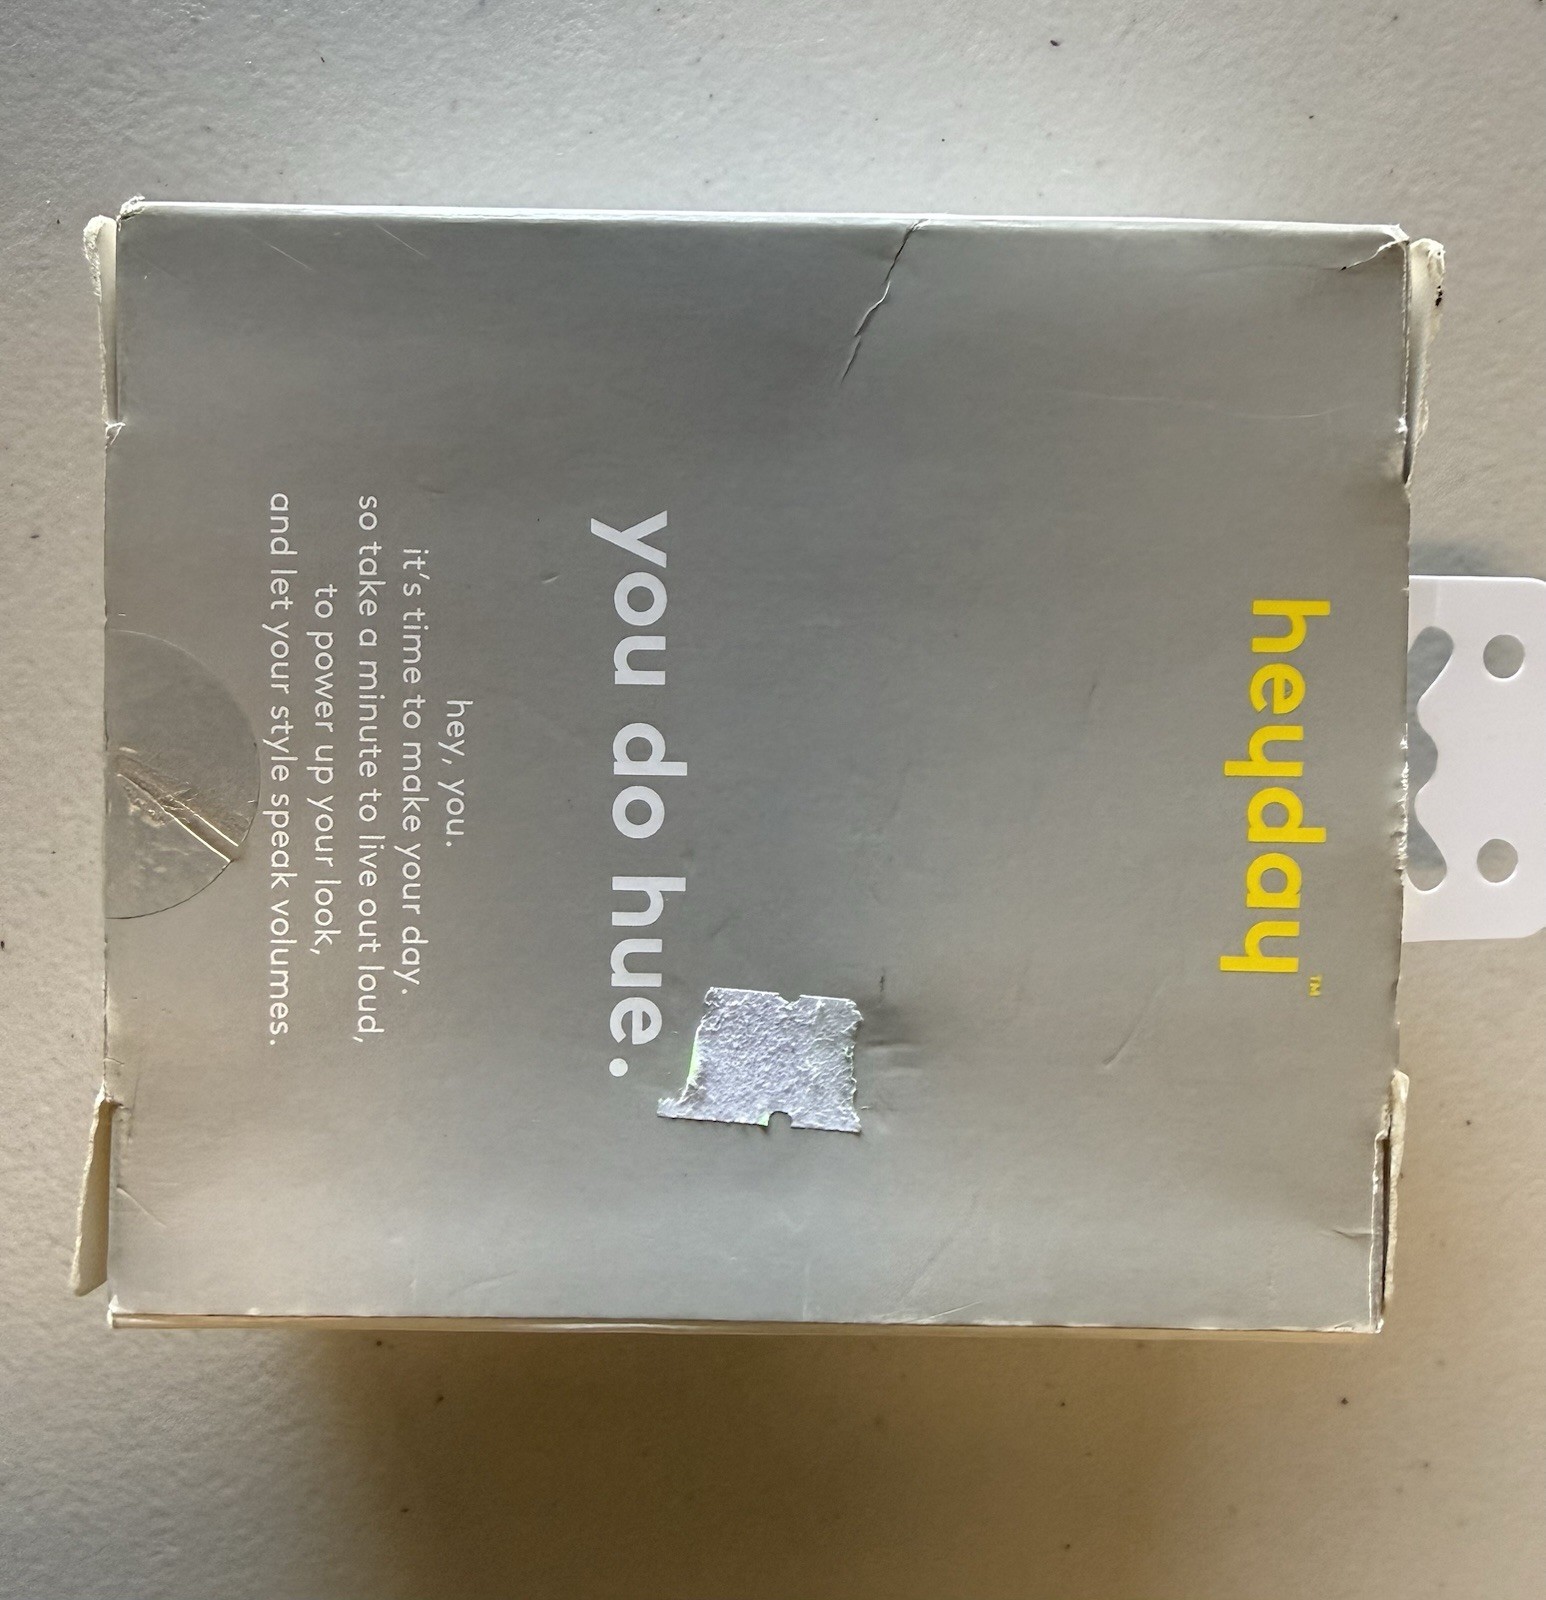 heyday™
you do hue.
hey, you.
it's time to make your day.
so take a minute to live out loud,
to power up your look,
and let your style speak volumes.